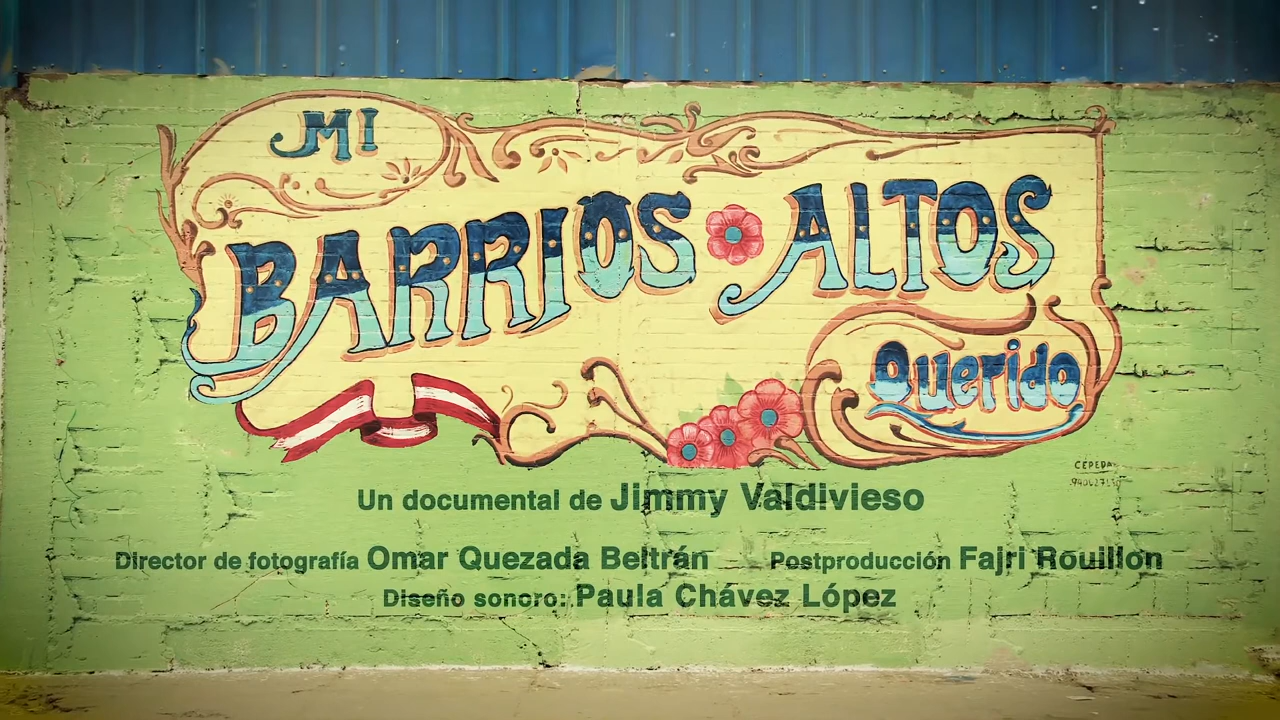 MI
BARRIOS ALTOS
Querido
CEPEDA
Un documental de Jimmy Valdivieso
Director de fotografía Omar Quezada Beltrán Postproducción Fajri Rouillon
Diseño sonoro: Paula Chávez López